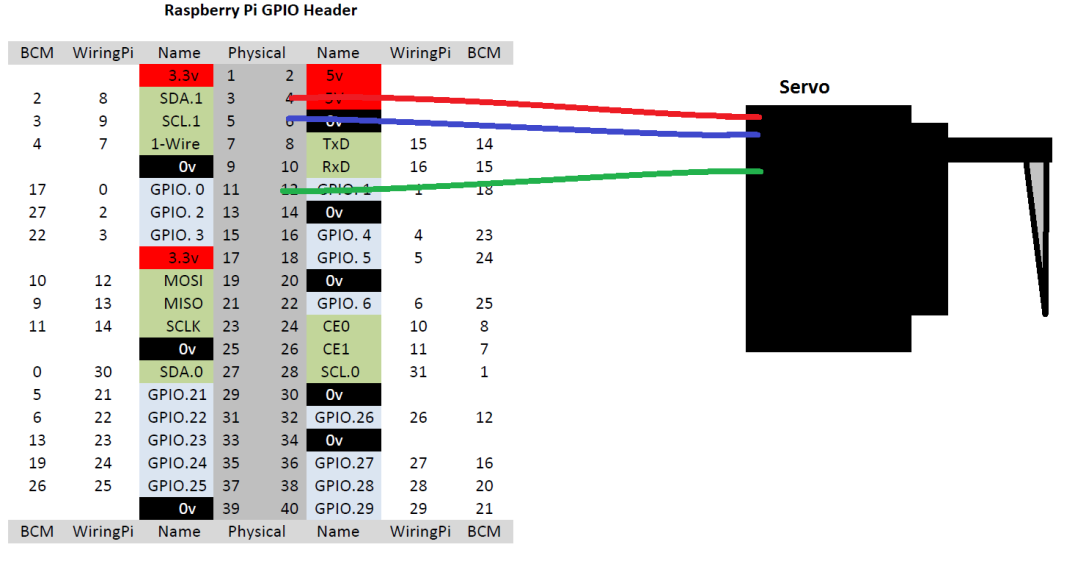 Raspberry Pi GPIO Header
BCM WiringPi Name Physical Name WiringPi BCM
3.3v 1 2 5v
2 8 SDA.1 3 4 5v
3 9 SCL.1 5 6 0v
4 7 1-Wire 7 8 TxD 15 14
0v 9 10 RxD 16 15
17 0 GPIO. 0 11 12 GPIO. 1 1 18
27 2 GPIO. 2 13 14 0v
22 3 GPIO. 3 15 16 GPIO. 4 4 23
3.3v 17 18 GPIO. 5 5 24
10 12 MOSI 19 20 0v
9 13 MISO 21 22 GPIO. 6 6 25
11 14 SCLK 23 24 CE0 10 8
0v 25 26 CE1 11 7
0 30 SDA.0 27 28 SCL.0 31 1
5 21 GPIO.21 29 30 0v
6 22 GPIO.22 31 32 GPIO.26 26 12
13 23 GPIO.23 33 34 0v
19 24 GPIO.24 35 36 GPIO.27 27 16
26 25 GPIO.25 37 38 GPIO.28 28 20
0v 39 40 GPIO.29 29 21
BCM WiringPi Name Physical Name WiringPi BCM
Servo